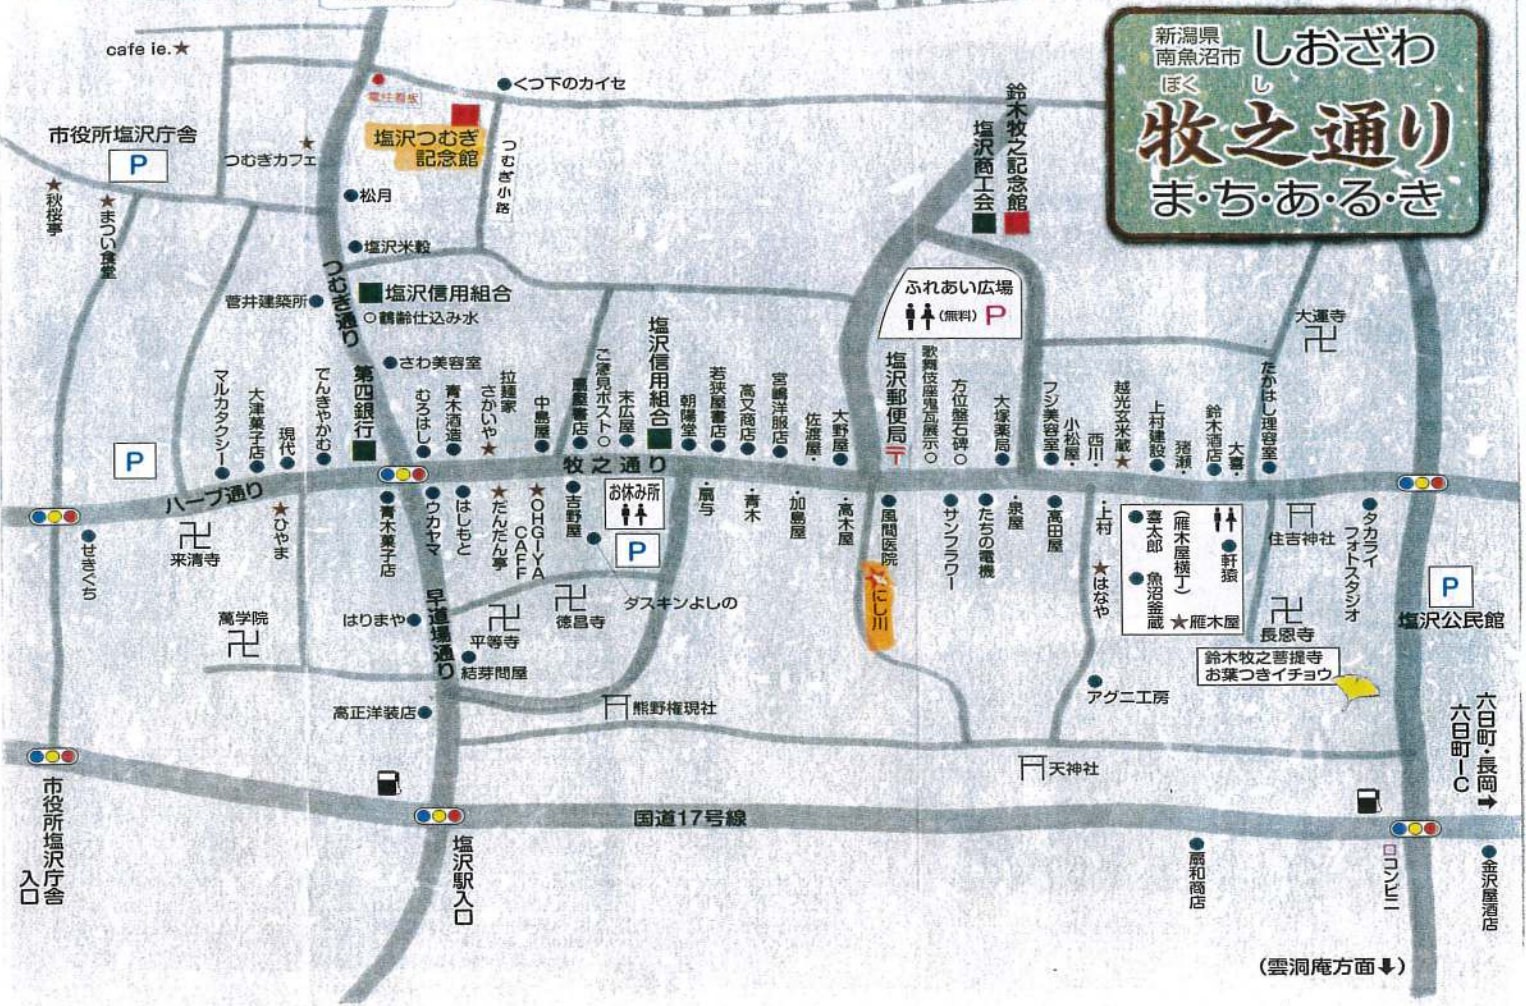 新潟県
南魚沼市
しおざわ
ぼく し
牧之通り
ま・ち・あ・る・き
cafe ie.★
くつ下のカイセ
電柱看板
塩沢つむぎ
記念館
市役所塩沢庁舎
P
つむぎカフェ
つむぎ小路
松月
塩沢米穀
★秋桜亭
★まつい食堂
つむぎ通り
菅井建築所
塩沢信用組合
○鶴齢仕込み水
さわ美容室
鈴木牧之記念館
塩沢商工会
ふれあい広場
(無料) P
大運寺
マルカタクシー
大津菓子店
現代
でんきやかむ
第四銀行
むろはし
青木酒造
拉麺家
さかいや★
中島屋
末広屋
塩沢信用組合
朝陽堂
若狭屋書店
高又商店
宮嶋洋服店
佐渡屋・
大野屋
塩沢郵便局
〒
歌舞伎座鬼瓦展示○
方位盤石碑○
大塚薬局
フジ美容室
小松屋・
西川・
越光玄米蔵★
上村建設
猪瀬・
鈴木酒店
大喜・
たかはし理容室
P
ハーブ通り
牧之通り
せきぐち
来清寺
★ひやま
青木菓子店
ウカヤマ
はしもと
★だんだん亭
★OHGIYA
CAFF
吉野屋
お休み所
P
・扇与
・青木
・加島屋
・高木屋
風間医院
サンフラワー
たちの電機
・泉屋
高田屋
・上村
★はなや
喜太郎
魚沼釜蔵
(雁木屋横丁)
軒猿
★雁木屋
住吉神社
タカライ
フォトスタジオ
P
塩沢公民館
にし川
萬学院
はりまや
早道場通り
平等寺
徳昌寺
ダスキンよしの
結芽問屋
長恩寺
鈴木牧之菩提寺
お葉つきイチョウ
アグニ工房
高正洋装店
熊野権現社
天神社
六日町・長岡➡
六日町IC
国道17号線
市役所塩沢庁舎
入口
塩沢駅入口
扇和商店
コンビニ
金沢屋酒店
(雲洞庵方面⬇)